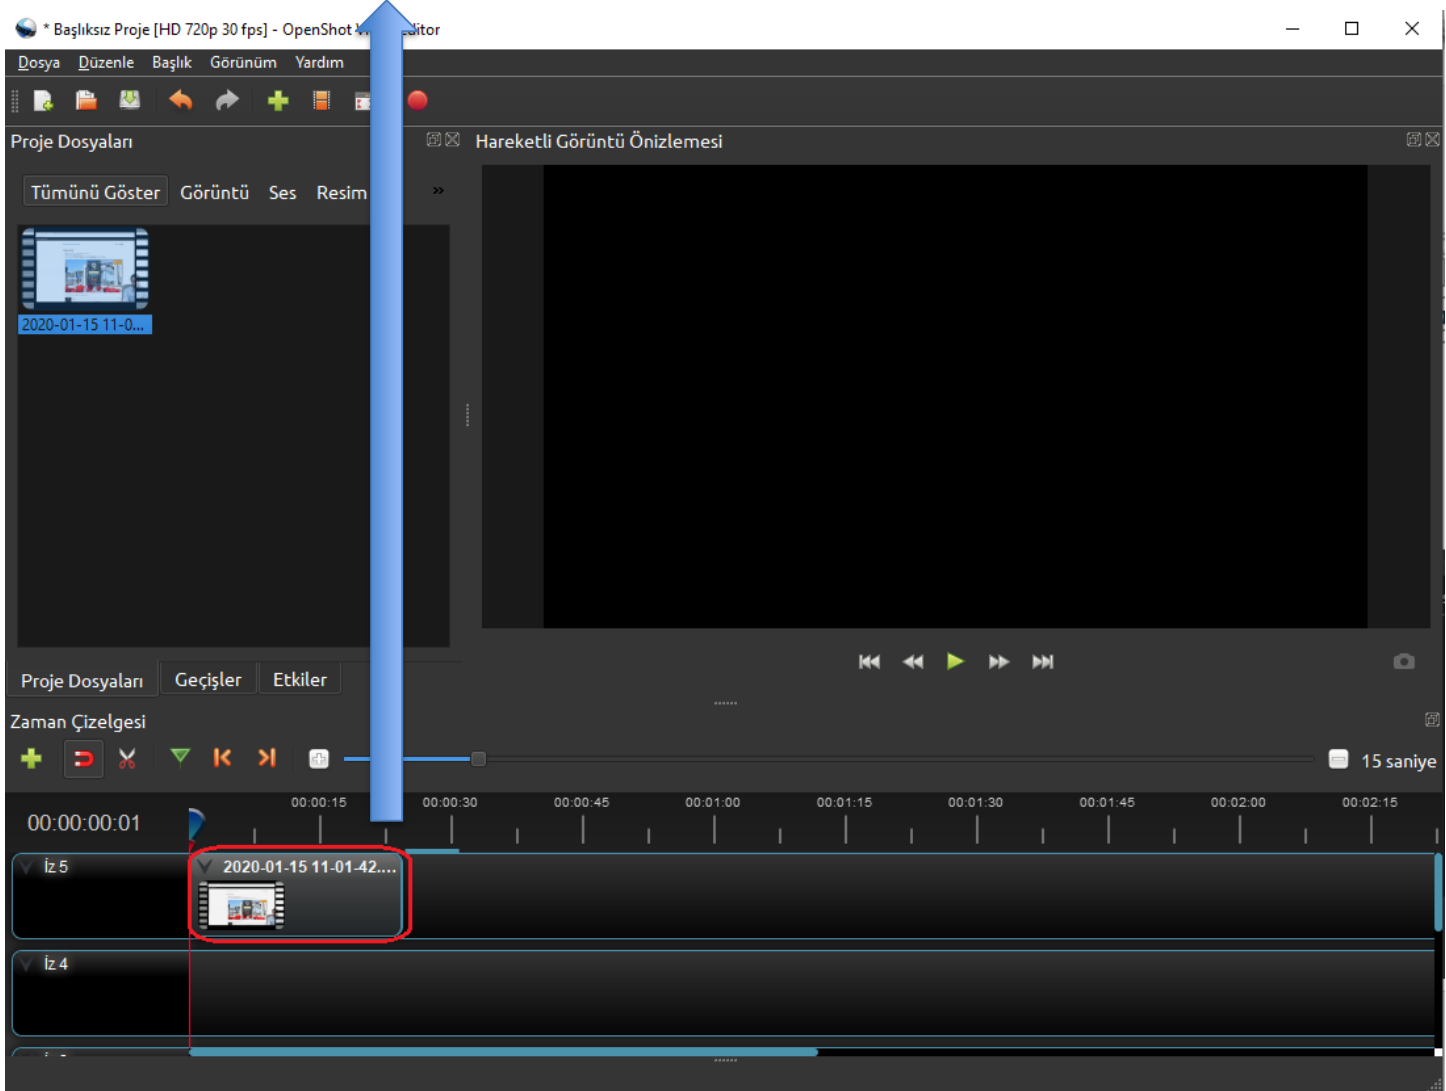 * Başlıksız Proje [HD 720p 30 fps] - OpenShot
Dosya Düzenle Başlık Görünüm Yardım
Proje Dosyaları
Hareketli Görüntü Önizlemesi
Tümünü Göster Görüntü Ses Resim »
2020-01-15 11-0...
Proje Dosyaları Geçişler Etkiler
Zaman Çizelgesi
15 saniye
00:00:00:01
00:00:15 00:00:30 00:00:45 00:01:00 00:01:15 00:01:30 00:01:45 00:02:00 00:02:15
İz 5
2020-01-15 11-01-42....
İz 4